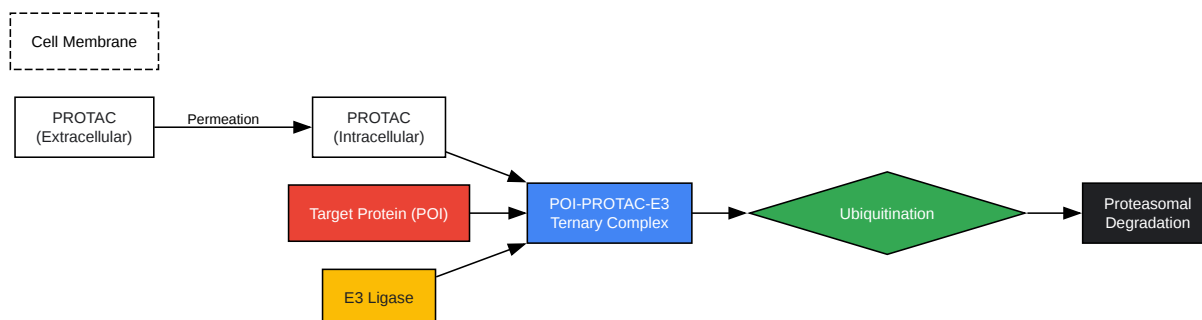 Cell Membrane
PROTAC
(Extracellular)
Permeation
PROTAC
(Intracellular)
Target Protein (POI)
E3 Ligase
POI-PROTAC-E3
Ternary Complex
Ubiquitination
Proteasomal
Degradation